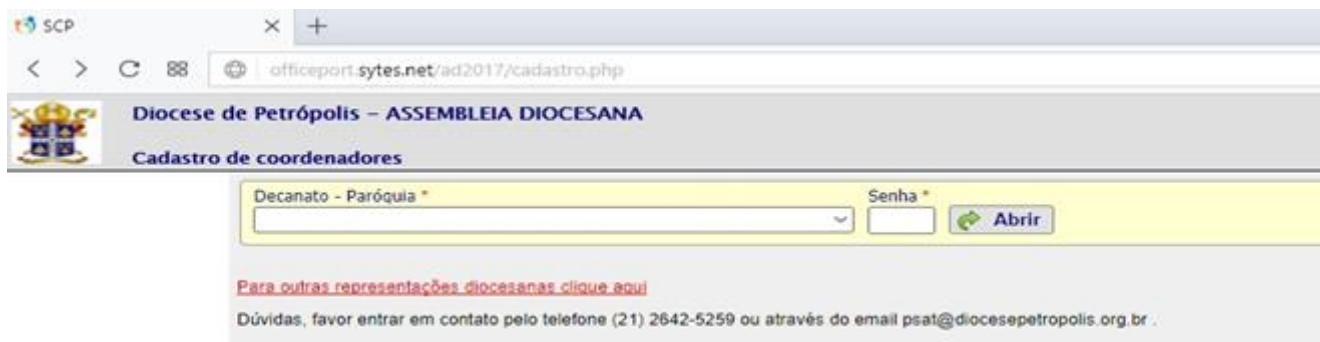 SCP
officeport.sytes.net/ad2017/cadastro.php
Diocese de Petrópolis – ASSEMBLEIA DIOCESANA
Cadastro de coordenadores
Decanato - Paróquia * Senha *
Abrir
Para outras representações diocesanas clique aqui
Dúvidas, favor entrar em contato pelo telefone (21) 2642-5259 ou através do email psat@diocesepetropolis.org.br .